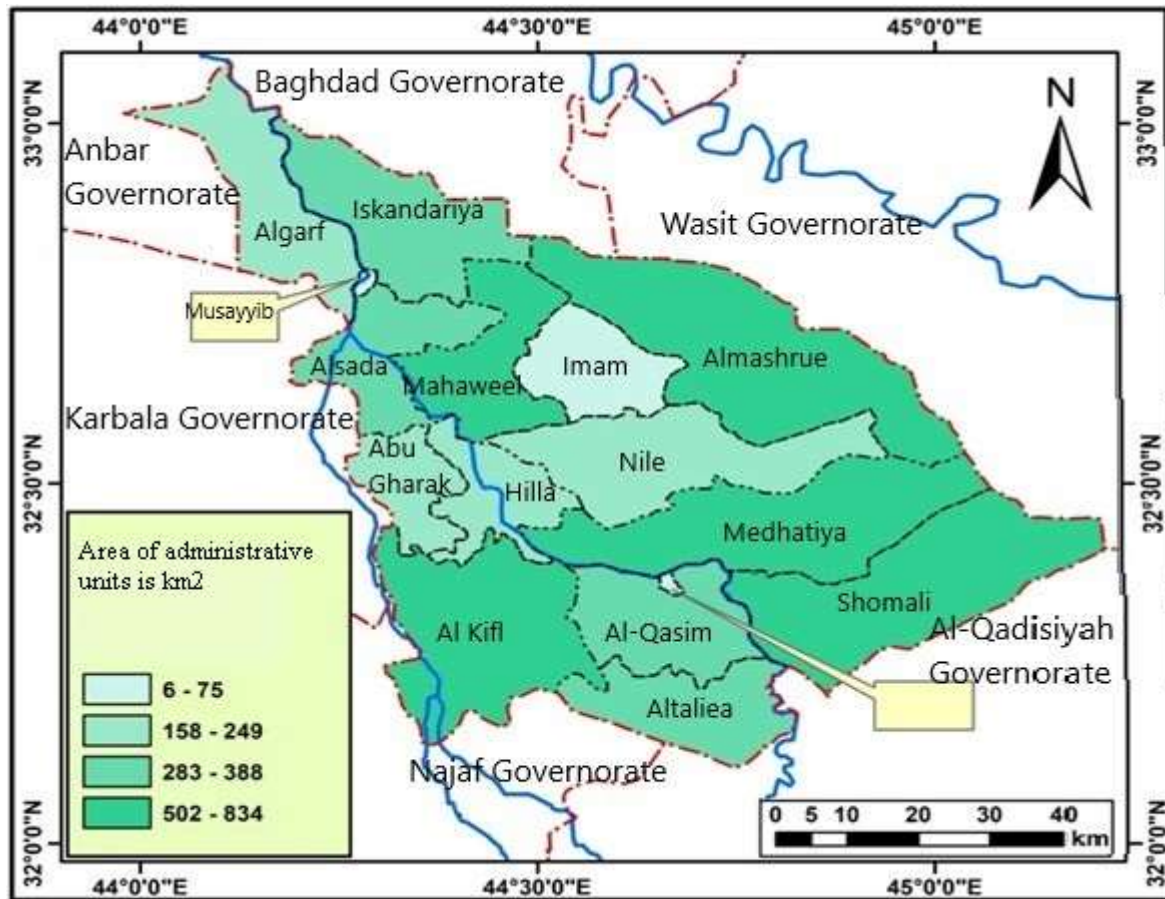 44°0'0"E 44°30'0"E 45°0'0"E
Baghdad Governorate
N
33°0'0"N
33°0'0"N
Anbar
Governorate
Iskandariya
Wasit Governorate
Algarf
Musayyib
Alsada
Mahaweel
Imam
Almashrue
Karbala Governorate
Abu
Gharak
Hilla
Nile
32°30'0"N
32°30'0"N
Medhatiya
Shomali
Al Kifl
Al-Qasim
Al-Qadisiyah
Governorate
Altaliea
Najaf Governorate
Area of administrative
units is km2
6 - 75
158 - 249
283 - 388
502 - 834
0 5 10 20 30 40
km
32°0'0"N
32°0'0"N
44°0'0"E 44°30'0"E 45°0'0"E